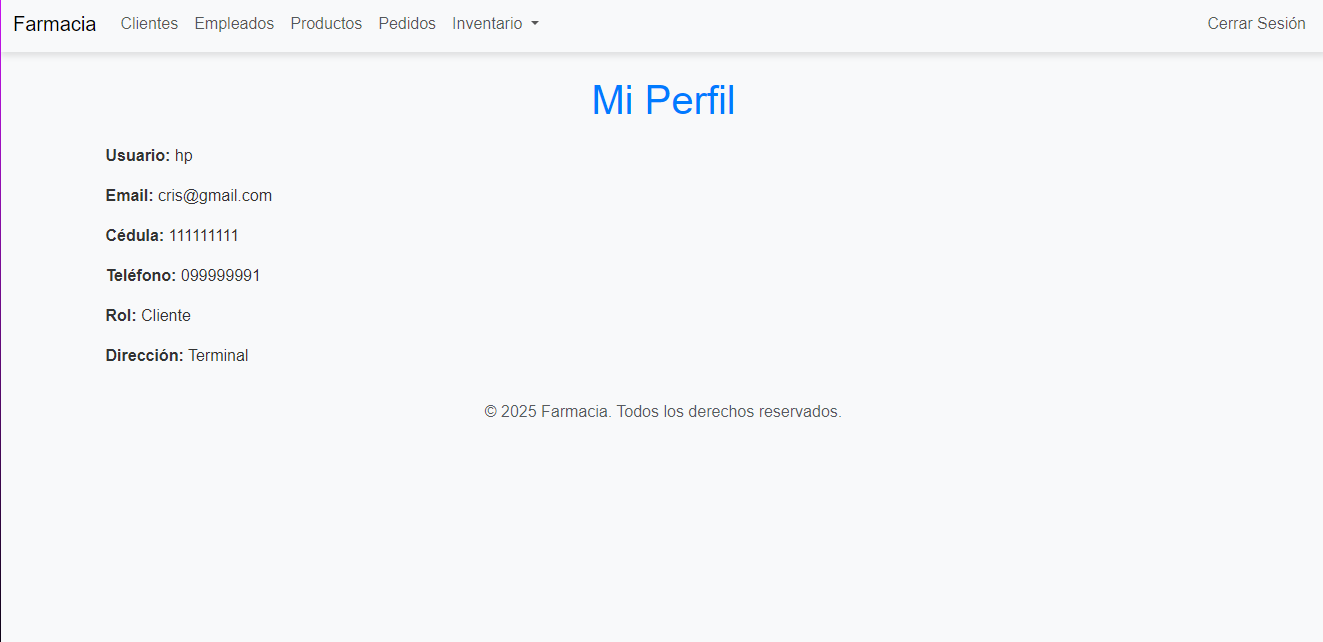 Farmacia Clientes Empleados Productos Pedidos Inventario Cerrar Sesión
Mi Perfil
Usuario: hp
Email: cris@gmail.com
Cédula: 111111111
Teléfono: 099999991
Rol: Cliente
Dirección: Terminal
© 2025 Farmacia. Todos los derechos reservados.